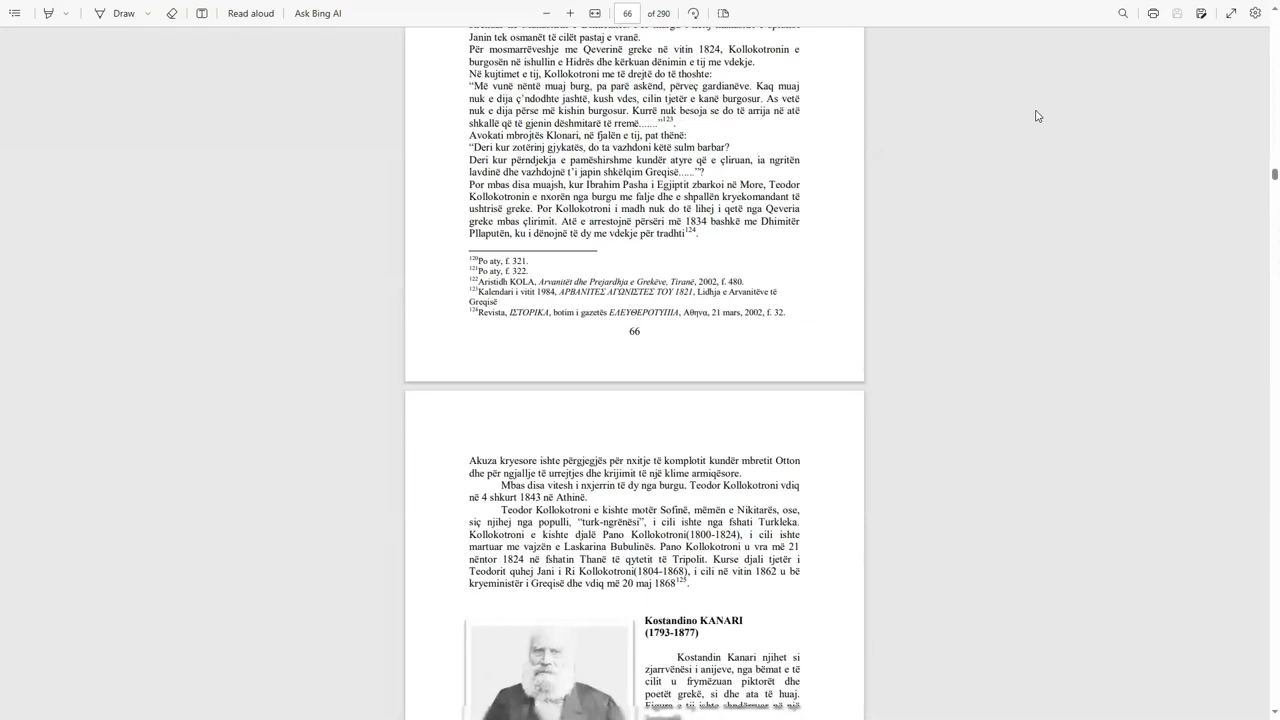 Draw
66
of 290
Read aloud
Ask Bing AI
Janin tek osmanët të cilët pastaj e vranë.
Për mosmarrëveshje me Qeverinë greke në vitin 1824, Kollokotronin e
burgosën në ishullin e Hidrës dhe kërkuan dënimin e tij me vdekje.
Në kujtimet e tij, Kollokotroni me të drejtë do të thoshte:
“Më vunë nëntë muaj burg, pa parë askënd, përveç gardianëve. Kaq muaj
nuk e dija ç’ndodhte jashtë, kush vdes, cilin tjetër e kanë burgosur. As vetë
nuk e dija përse më kishin burgosur. Kurrë nuk besoja se do të arrija në atë
shkallë që të gjenin dëshmitarë të rremë.......”123.
Avokati mbrojtës Klonari, në fjalën e tij, pat thënë:
“Deri kur zotërinj gjykatës, do ta vazhdoni këtë sulm barbar?
Deri kur përndjekja e pamëshirshme kundër atyre që e çliruan, ia ngritën
lavdinë dhe vazhdojnë t’i japin shkëlqim Greqisë......”?
Por mbas disa muajsh, kur Ibrahim Pasha i Egjiptit zbarkoi në More, Teodor
Kollokotronin e nxorën nga burgu me falje dhe e shpallën kryekomandant të
ushtrisë greke. Por Kollokotroni i madh nuk do të lihej i qetë nga Qeveria
greke mbas çlirimit. Atë e arrestojnë përsëri më 1834 bashkë me Dhimitër
Pllaputën, ku i dënojnë të dy me vdekje për tradhti124.
120Po aty, f. 321.
121Po aty, f. 322.
122Aristidh KOLA, Arvanitët dhe Prejardhja e Grekëve, Tiranë, 2002, f. 480.
123Kalendari i vitit 1984, ΑΡΒΑΝΙΤΕΣ ΑΓΩΝΙΣΤΕΣ ΤΟΥ 1821, Lidhja e Arvanitëve të
Greqisë
124Revista, ΙΣΤΟΡΙΚΑ, botim i gazetës ΕΛΕΥΘΕΡΟΤΥΠΙΑ, Αθηνα, 21 mars, 2002, f. 32.
66
Akuza kryesore ishte përgjegjës për nxitje të komplotit kundër mbretit Otton
dhe për ngjallje të urrejtjes dhe krijimit të një klime armiqësore.
Mbas disa vitesh i nxjerrin të dy nga burgu. Teodor Kollokotroni vdiq
në 4 shkurt 1843 në Athinë.
Teodor Kollokotroni e kishte motër Sofinë, mëmën e Nikitarës, ose,
siç njihej nga populli, “turk-ngrënësi”, i cili ishte nga fshati Turkleka.
Kollokotroni e kishte djalë Pano Kollokotroni(1800-1824), i cili ishte
martuar me vajzën e Laskarina Bubulinës. Pano Kollokotroni u vra më 21
nëntor 1824 në fshatin Thanë të qytetit të Tripolit. Kurse djali tjetër i
Teodorit quhej Jani i Ri Kollokotroni(1804-1868), i cili në vitin 1862 u bë
kryeministër i Greqisë dhe vdiq më 20 maj 1868125.
Kostandino KANARI
(1793-1877)
Kostandin Kanari njihet si
zjarrvënësi i anijeve, nga bëmat e të
cilit u frymëzuan piktorët dhe
poetët grekë, si dhe ata të huaj.